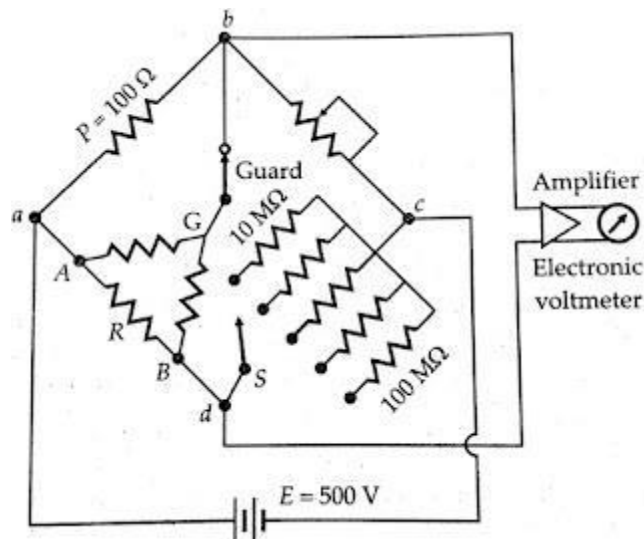 b
P = 100 Ω
Guard
a
G
10 MΩ
c
Amplifier
A
Electronic
voltmeter
R
B
S
100 MΩ
d
E = 500 V